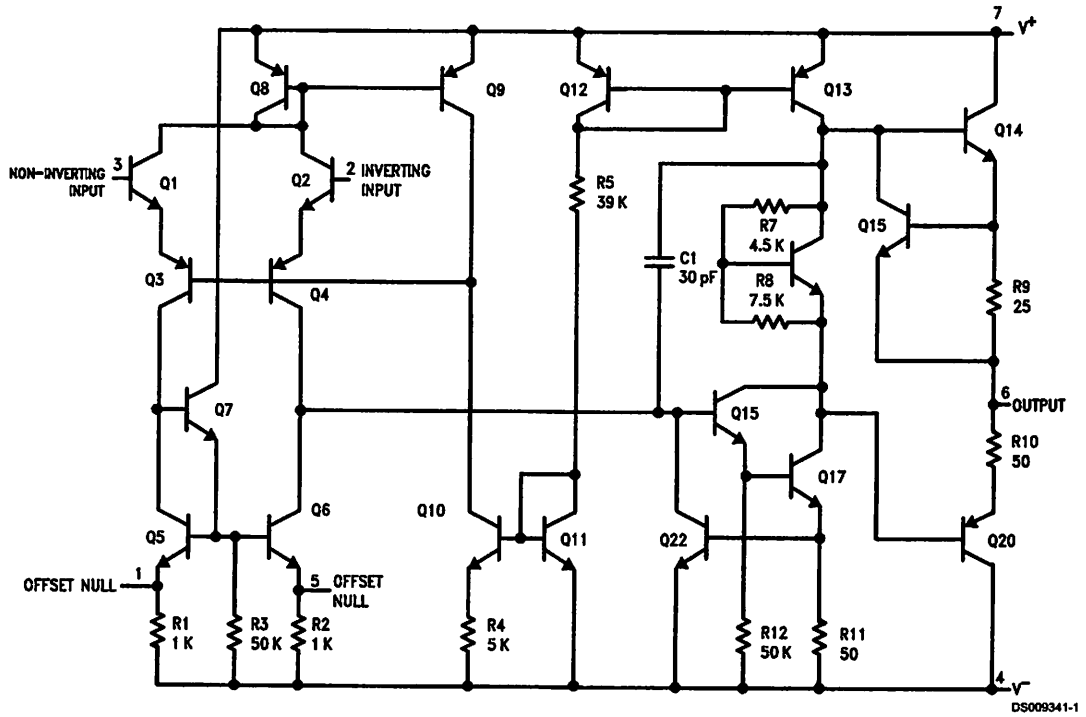 7
V+
Q8
Q9
Q12
Q13
Q14
3
NON-INVERTING
INPUT
Q1
Q2
2 INVERTING
INPUT
R5
39 K
R7
4.5 K
Q15
Q3
Q4
C1
30 pF
R8
7.5 K
R9
25
Q7
Q15
6
OUTPUT
R10
50
Q17
Q5
Q6
Q10
Q11
Q22
Q20
OFFSET NULL
1
5 OFFSET
NULL
R1
1 K
R3
50 K
R2
1 K
R4
5 K
R12
50 K
R11
50
4
V-
DS009341-1